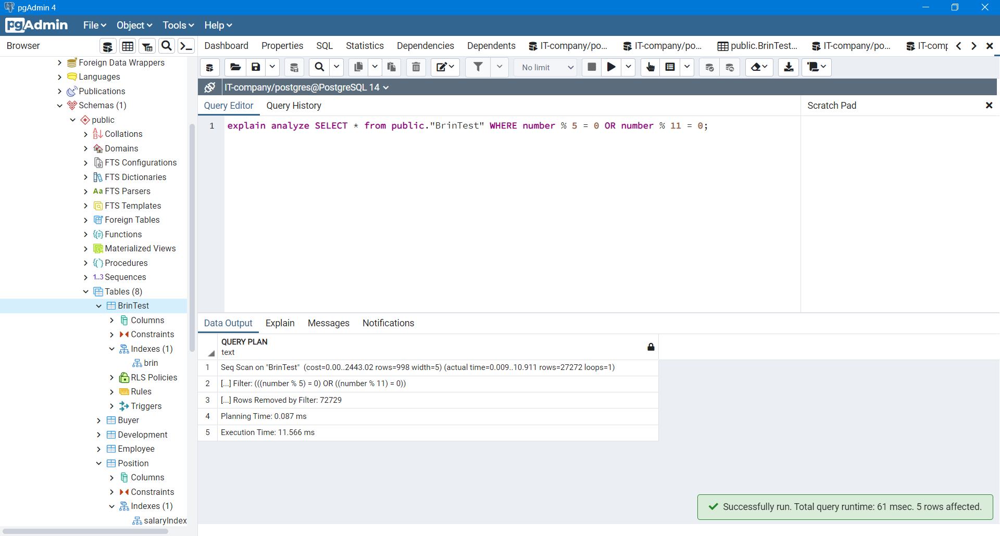 pgAdmin 4
pgAdmin File Object Tools Help
Browser
Dashboard Properties SQL Statistics Dependencies Dependents IT-company/po... IT-company/po... public.BrinTest... IT-company/po... IT-comp
No limit
IT-company/postgres@PostgreSQL 14
Query Editor Query History
Scratch Pad
1 explain analyze SELECT * from public."BrinTest" WHERE number % 5 = 0 OR number % 11 = 0;
Foreign Data Wrappers
Languages
Publications
Schemas (1)
public
Collations
Domains
FTS Configurations
FTS Dictionaries
Aa FTS Parsers
FTS Templates
Foreign Tables
Functions
Materialized Views
Procedures
1..3 Sequences
Tables (8)
BrinTest
Columns
Constraints
Indexes (1)
brin
RLS Policies
Rules
Triggers
Buyer
Development
Employee
Position
Columns
Constraints
Indexes (1)
salaryIndex
Data Output Explain Messages Notifications
QUERY PLAN
text
1 Seq Scan on "BrinTest" (cost=0.00..2443.02 rows=998 width=5) (actual time=0.009..10.911 rows=27272 loops=1)
2 [...] Filter: (((number % 5) = 0) OR ((number % 11) = 0))
3 [...] Rows Removed by Filter: 72729
4 Planning Time: 0.087 ms
5 Execution Time: 11.566 ms
Successfully run. Total query runtime: 61 msec. 5 rows affected.